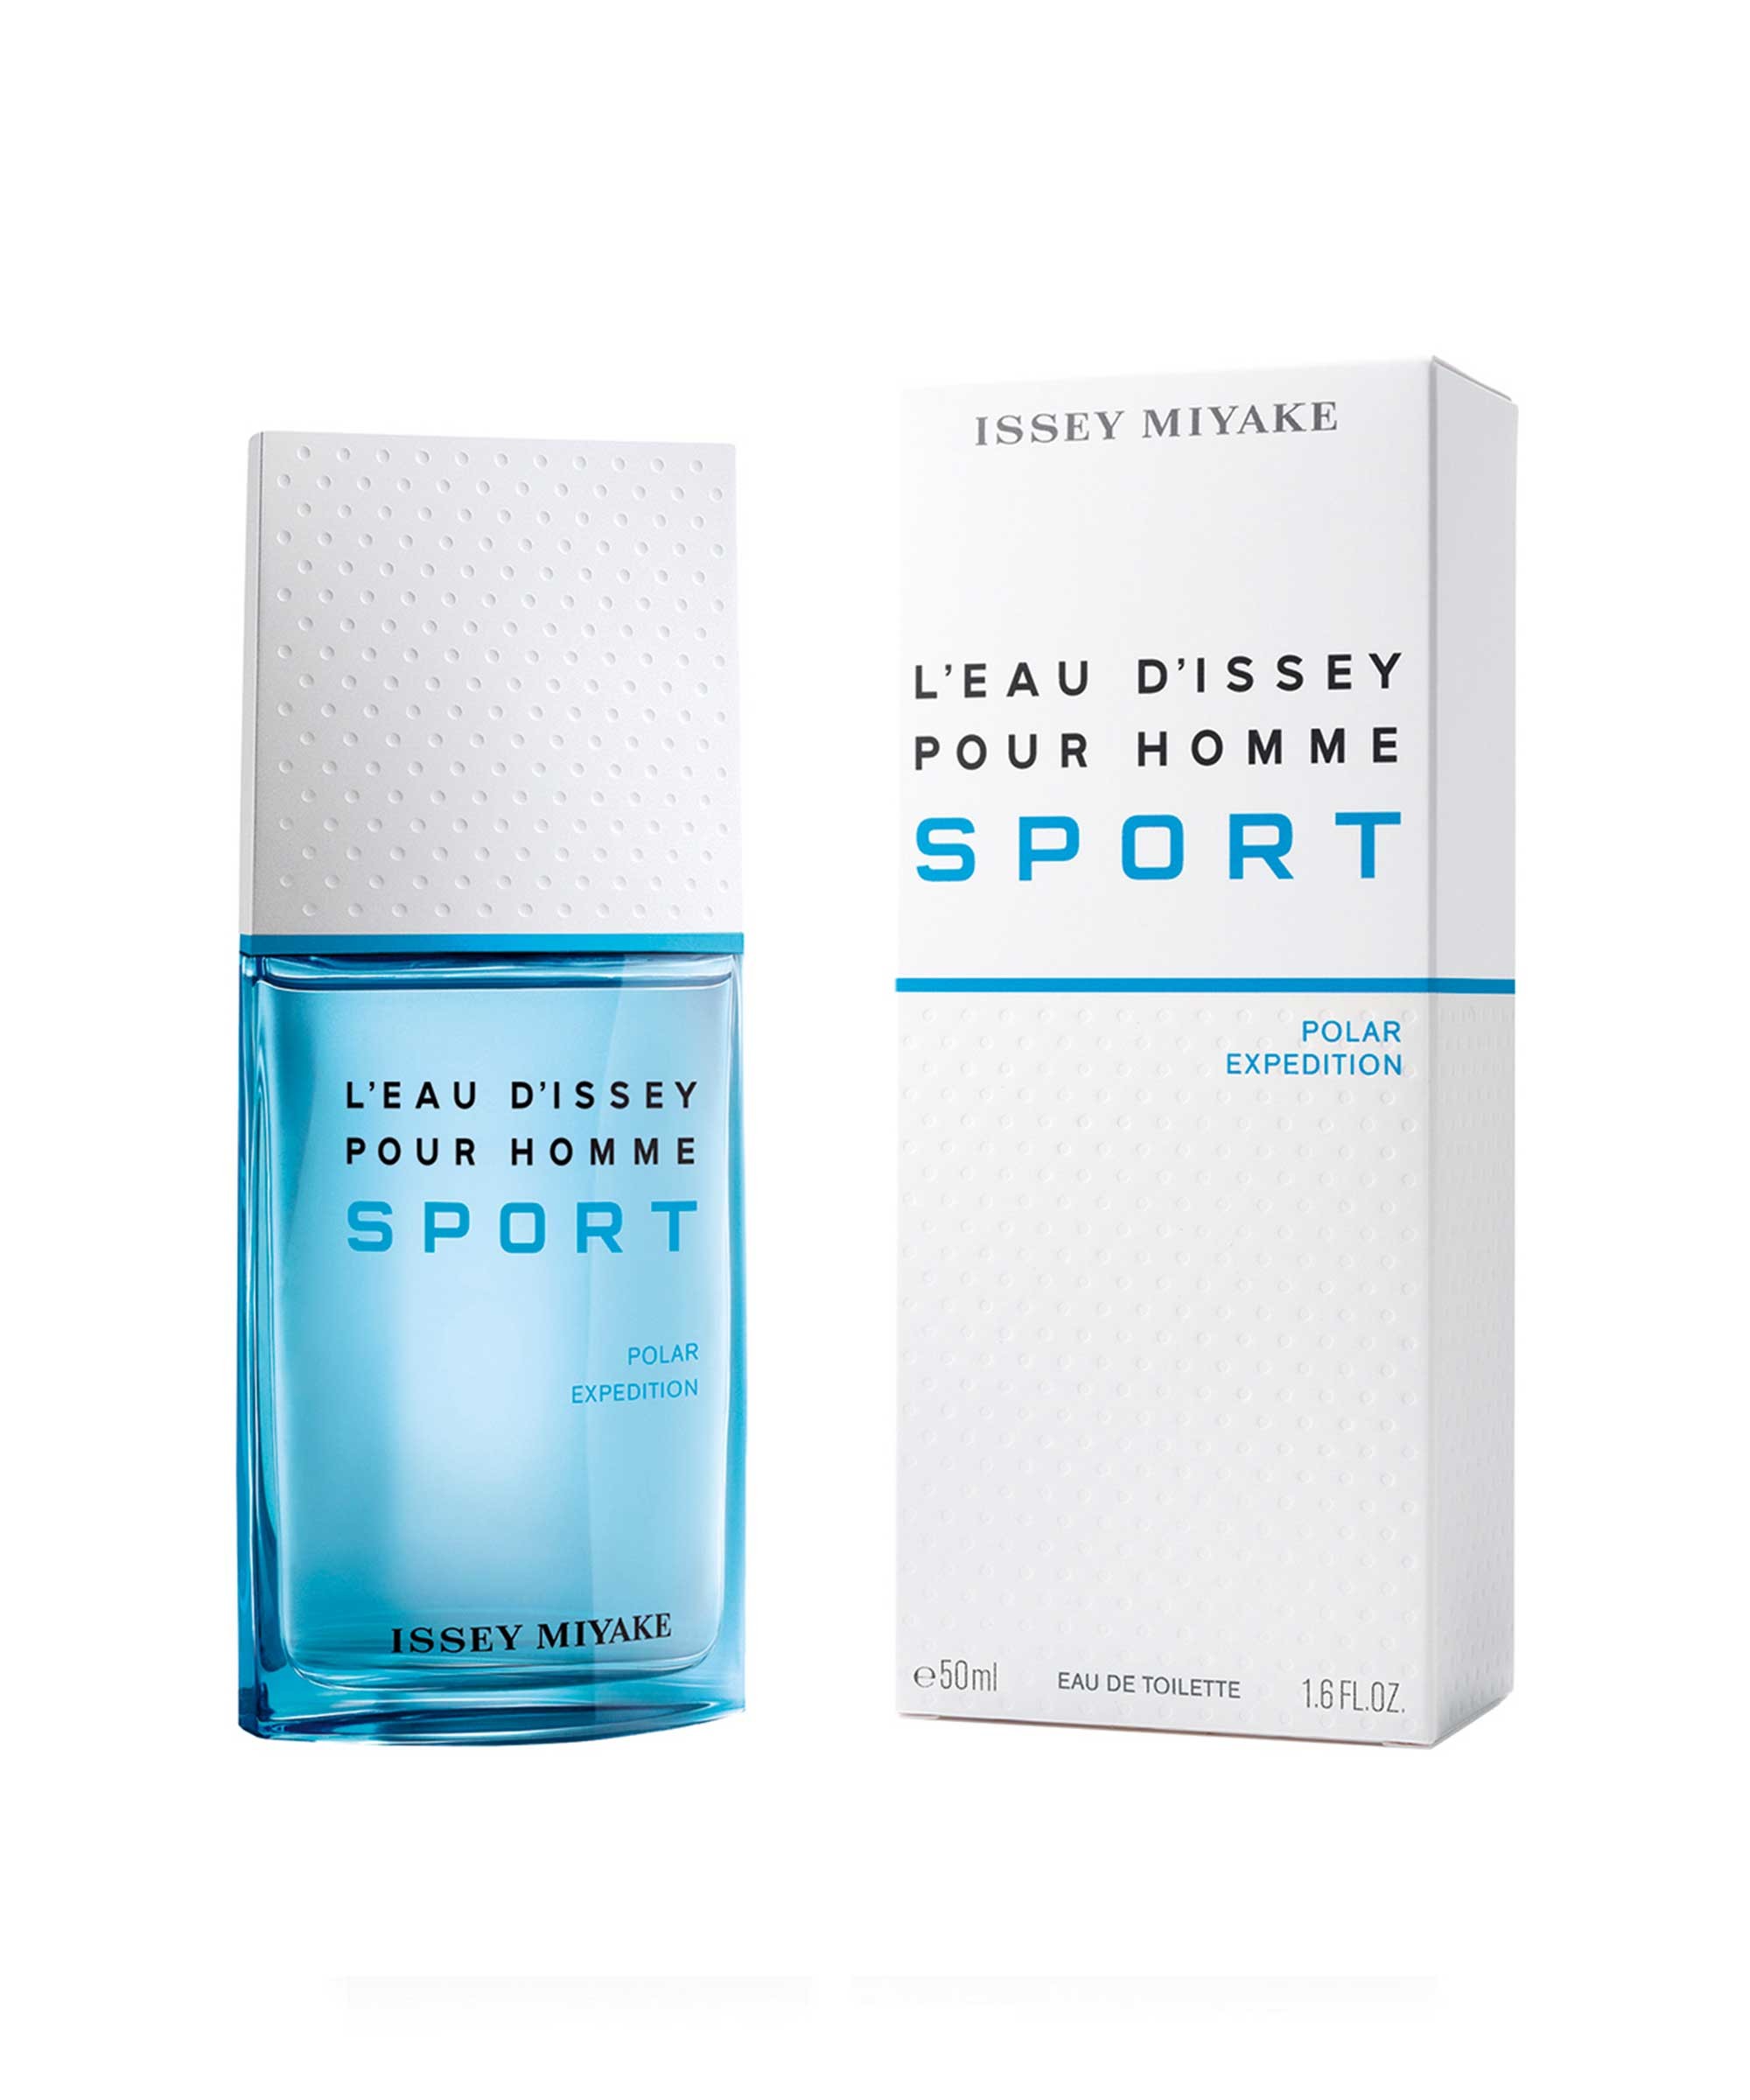 L'EAU D'ISSEY
POUR HOMME
SPORT
POLAR
EXPEDITION
ISSEY MIYAKE
ISSEY MIYAKE
L'EAU D'ISSEY
POUR HOMME
SPORT
POLAR
EXPEDITION
℮50ml EAU DE TOILETTE 1.6 FL.OZ.